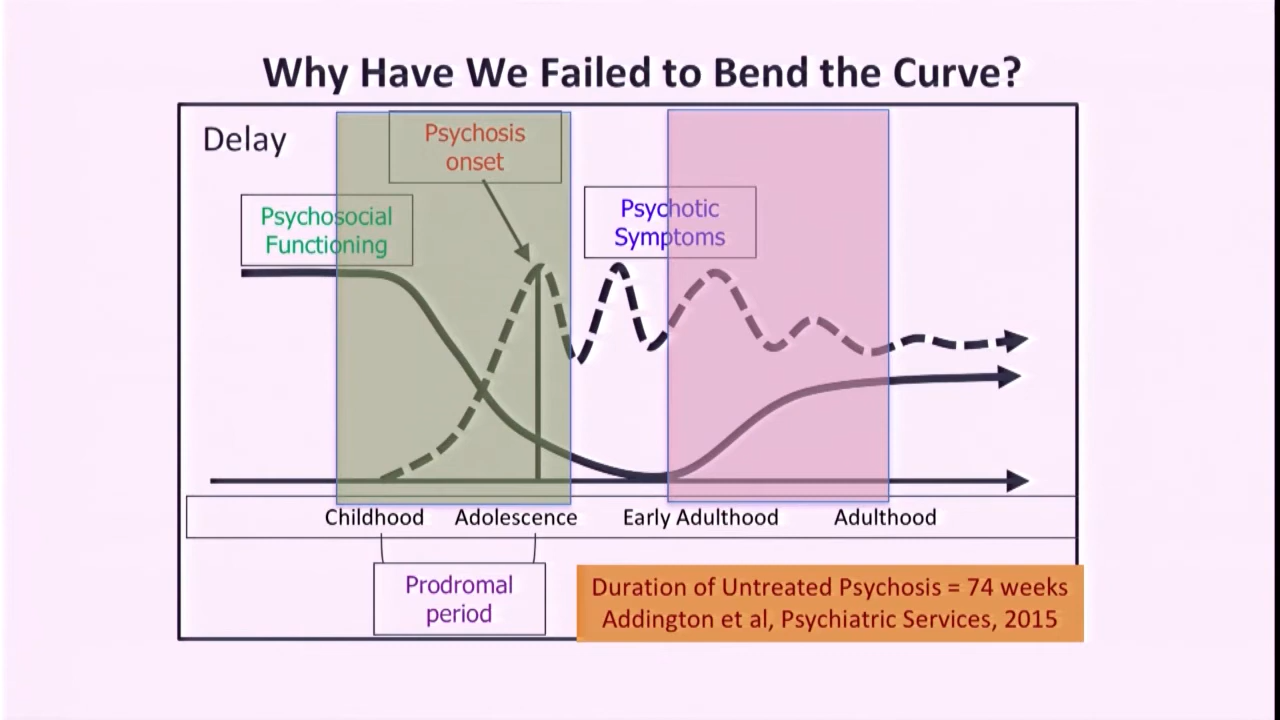 Why Have We Failed to Bend the Curve?
Delay
Psychosis
onset
Psychosocial
Functioning
Psychotic
Symptoms
Childhood
Adolescence
Early Adulthood
Adulthood
Prodromal
period
Duration of Untreated Psychosis = 74 weeks
Addington et al, Psychiatric Services, 2015